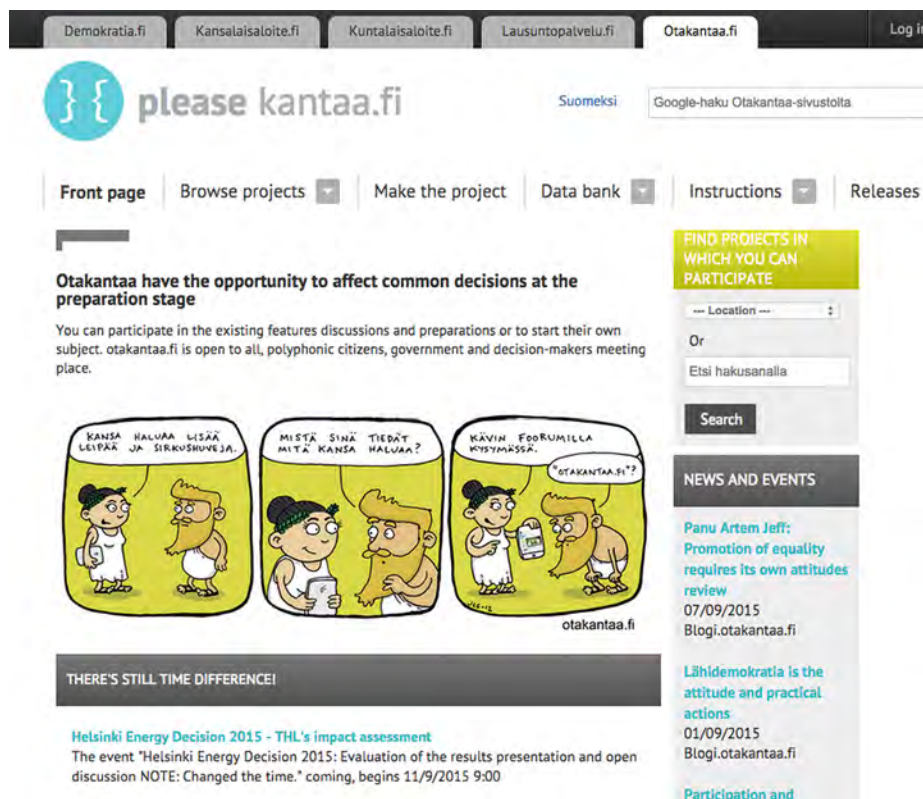 Demokratia.fi
Kansalaisaloite.fi
Kuntalaisaloite.fi
Lausuntopalvelu.fi
Otakantaa.fi
Log in
please kantaa.fi
Suomeksi
Google-haku Otakantaa-sivustolta
Front page
Browse projects
Make the project
Data bank
Instructions
Releases
Otakantaa have the opportunity to affect common decisions at the
preparation stage
You can participate in the existing features discussions and preparations or to start their own
subject. otakantaa.fi is open to all, polyphonic citizens, government and decision-makers meeting
place.
KANSA HALUAA LISÄÄ
LEIPÄÄ JA SIRKUSHUVEJA.
MISTÄ SINÄ TIEDÄT
MITÄ KANSA HALUAA?
KÄVIN FOORUMILLA
KYSYMÄSSÄ.
"OTAKANTAA.FI"?
otakantaa.fi
THERE'S STILL TIME DIFFERENCE!
Helsinki Energy Decision 2015 - THL's impact assessment
The event "Helsinki Energy Decision 2015: Evaluation of the results presentation and open
discussion NOTE: Changed the time." coming, begins 11/9/2015 9:00
FIND PROJECTS IN
WHICH YOU CAN
PARTICIPATE
--- Location ---
Or
Etsi hakusanalla
Search
NEWS AND EVENTS
Panu Artem Jeff:
Promotion of equality
requires its own attitudes
review
07/09/2015
Blogi.otakantaa.fi
Lähidemokratia is the
attitude and practical
actions
01/09/2015
Blogi.otakantaa.fi
Participation and